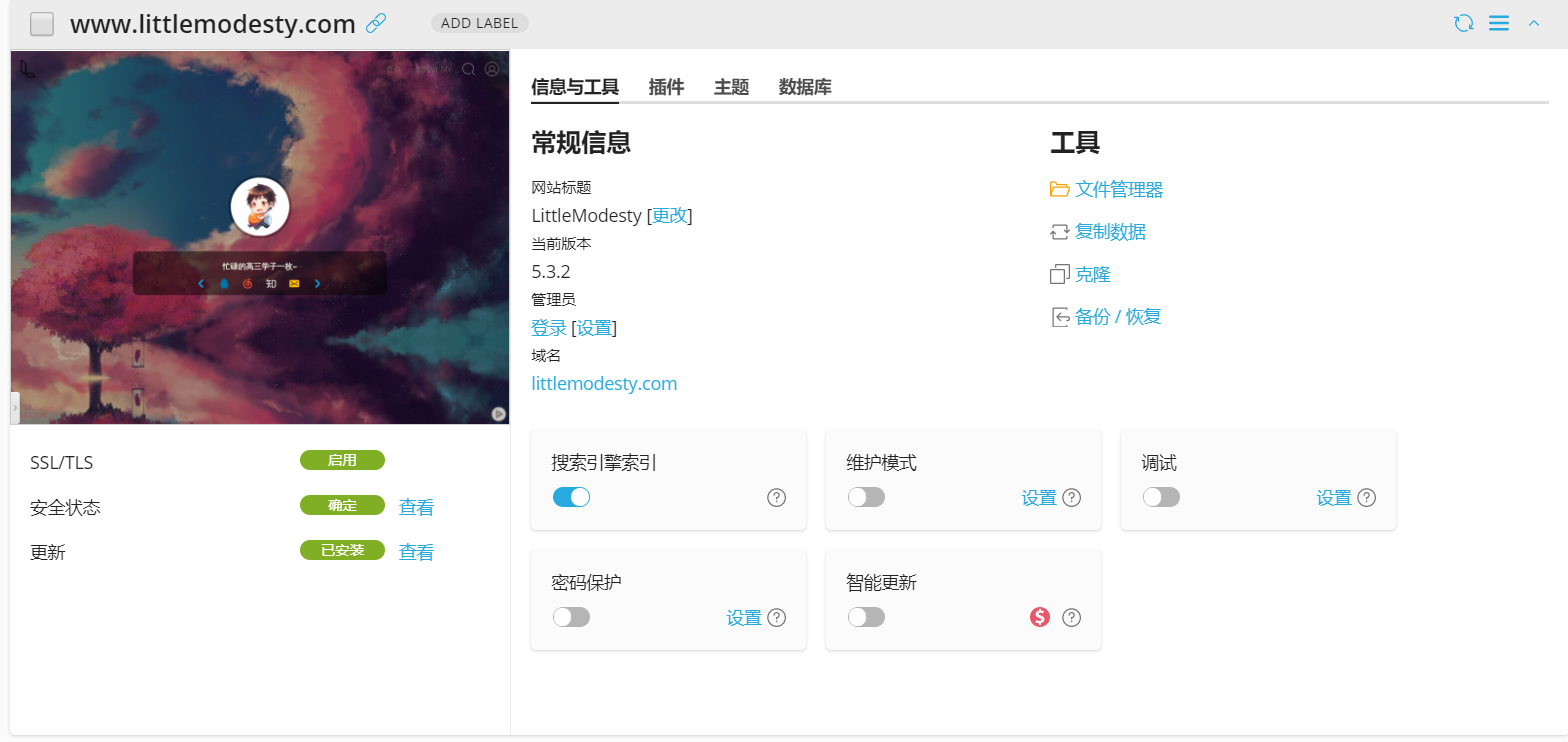 www.littlemodesty.com
ADD LABEL
忙碌的高三学子一枚~
知
SSL/TLS 启用
安全状态 确定 查看
更新 已安装 查看
信息与工具 插件 主题 数据库
常规信息
网站标题
LittleModesty [更改]
当前版本
5.3.2
管理员
登录 [设置]
域名
littlemodesty.com
工具
文件管理器
复制数据
克隆
备份 / 恢复
搜索引擎索引
维护模式
设置
调试
设置
密码保护
设置
智能更新